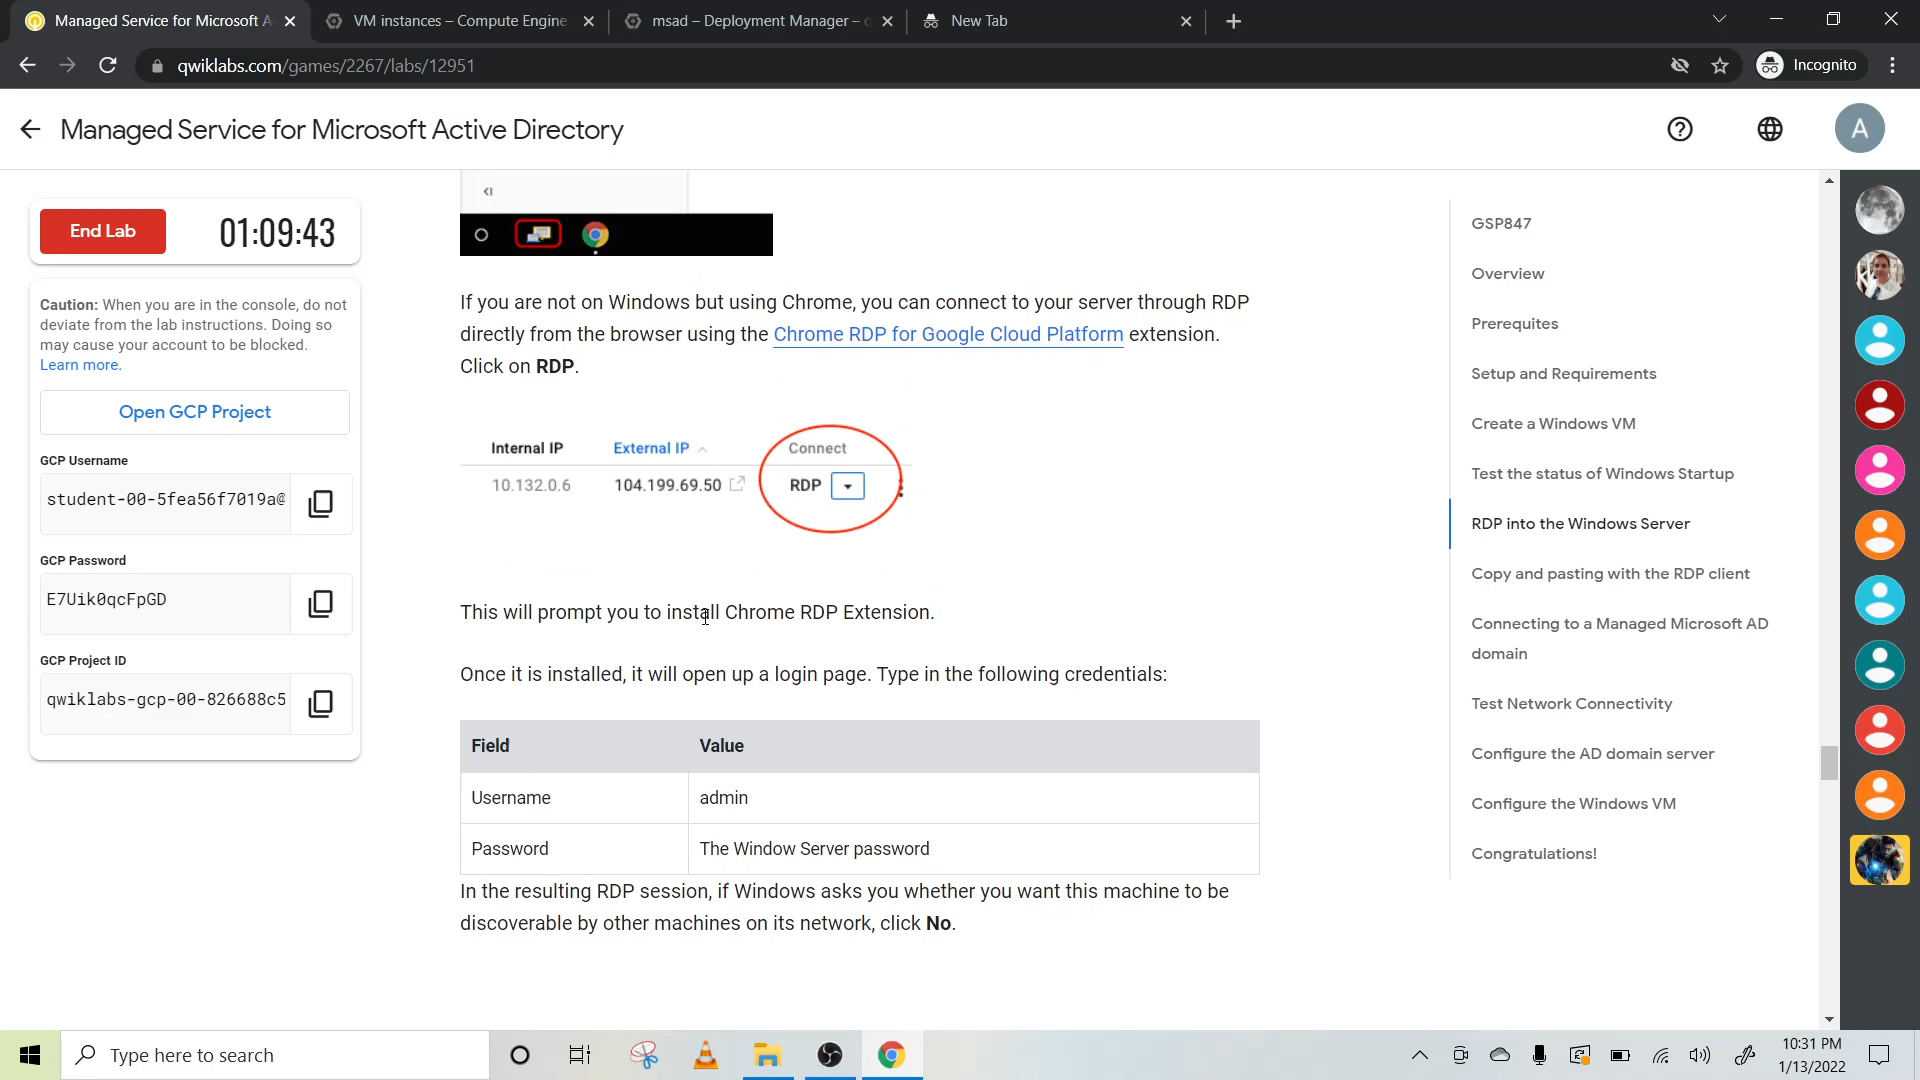 Managed Service for Microsoft A
VM instances – Compute Engine
msad – Deployment Manager –
New Tab
qwiklabs.com/games/2267/labs/12951
Incognito
Managed Service for Microsoft Active Directory
A
End Lab
01:09:43
Caution: When you are in the console, do not
deviate from the lab instructions. Doing so
may cause your account to be blocked.
Learn more.
Open GCP Project
GCP Username
student-00-5fea56f7019a@
GCP Password
E7Uik0qcFpGD
GCP Project ID
qwiklabs-gcp-00-826688c5
If you are not on Windows but using Chrome, you can connect to your server through RDP
directly from the browser using the Chrome RDP for Google Cloud Platform extension.
Click on RDP.
Internal IP External IP Connect
10.132.0.6 104.199.69.50 RDP
This will prompt you to install Chrome RDP Extension.
Once it is installed, it will open up a login page. Type in the following credentials:
Field Value
Username admin
Password The Window Server password
In the resulting RDP session, if Windows asks you whether you want this machine to be
discoverable by other machines on its network, click No.
GSP847
Overview
Prerequites
Setup and Requirements
Create a Windows VM
Test the status of Windows Startup
RDP into the Windows Server
Copy and pasting with the RDP client
Connecting to a Managed Microsoft AD
domain
Test Network Connectivity
Configure the AD domain server
Configure the Windows VM
Congratulations!
Type here to search
10:31 PM
1/13/2022